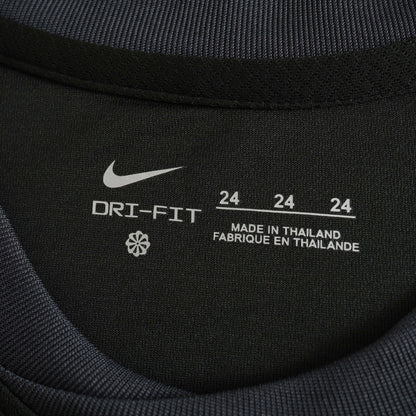 DRI-FIT
24 24 24
MADE IN THAILAND
FABRIQUE EN THAILANDE